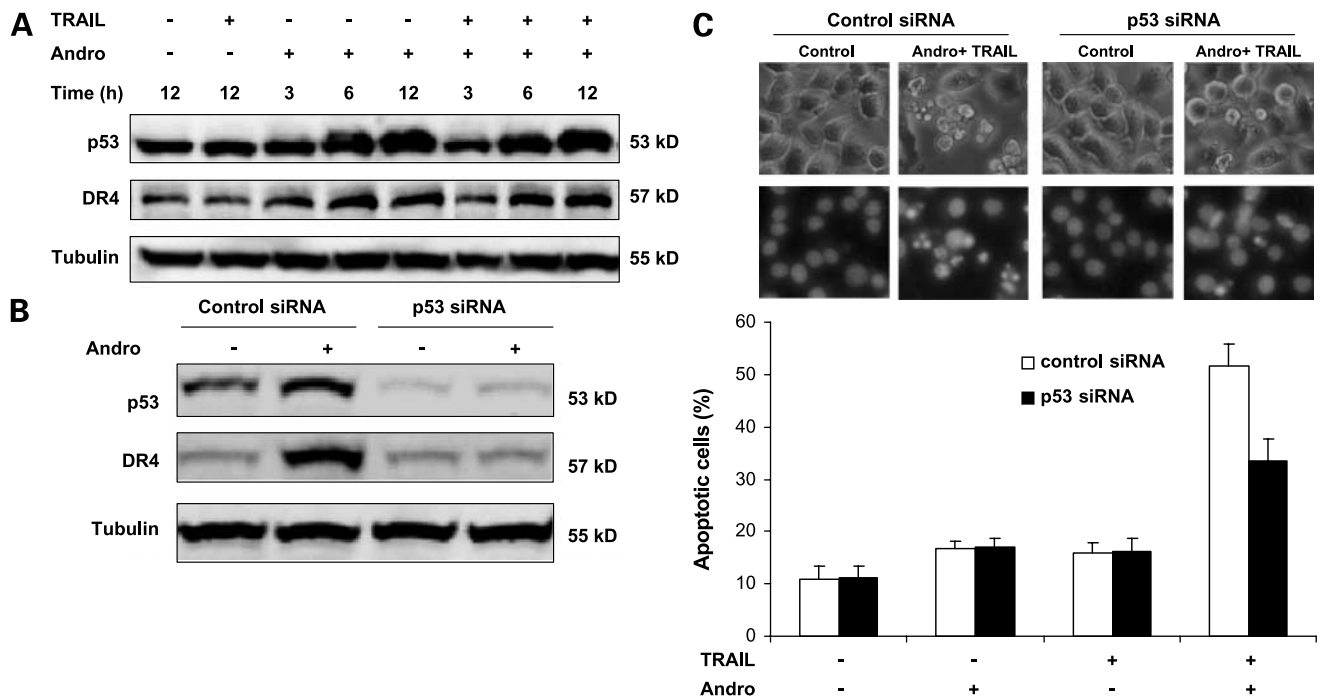 A
TRAIL - + - - - + + +
Andro - - + + + + + +
Time (h) 12 12 3 6 12 3 6 12
p53 53 kD
DR4 57 kD
Tubulin 55 kD
B
Control siRNA p53 siRNA
Andro - + - +
p53 53 kD
DR4 57 kD
Tubulin 55 kD
C
Control siRNA p53 siRNA
Control Andro+ TRAIL Control Andro+ TRAIL
Apoptotic cells (%)
60
50
40
30
20
10
0
control siRNA
p53 siRNA
TRAIL - - + +
Andro - + - +